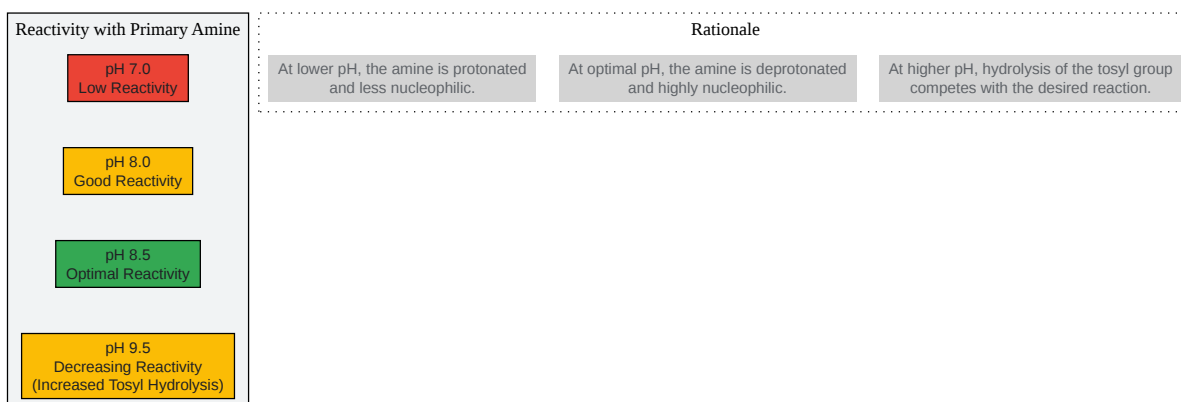 Reactivity with Primary Amine
pH 7.0
Low Reactivity
pH 8.0
Good Reactivity
pH 8.5
Optimal Reactivity
pH 9.5
Decreasing Reactivity
(Increased Tosyl Hydrolysis)
Rationale
At lower pH, the amine is protonated
and less nucleophilic.
At optimal pH, the amine is deprotonated
and highly nucleophilic.
At higher pH, hydrolysis of the tosyl group
competes with the desired reaction.